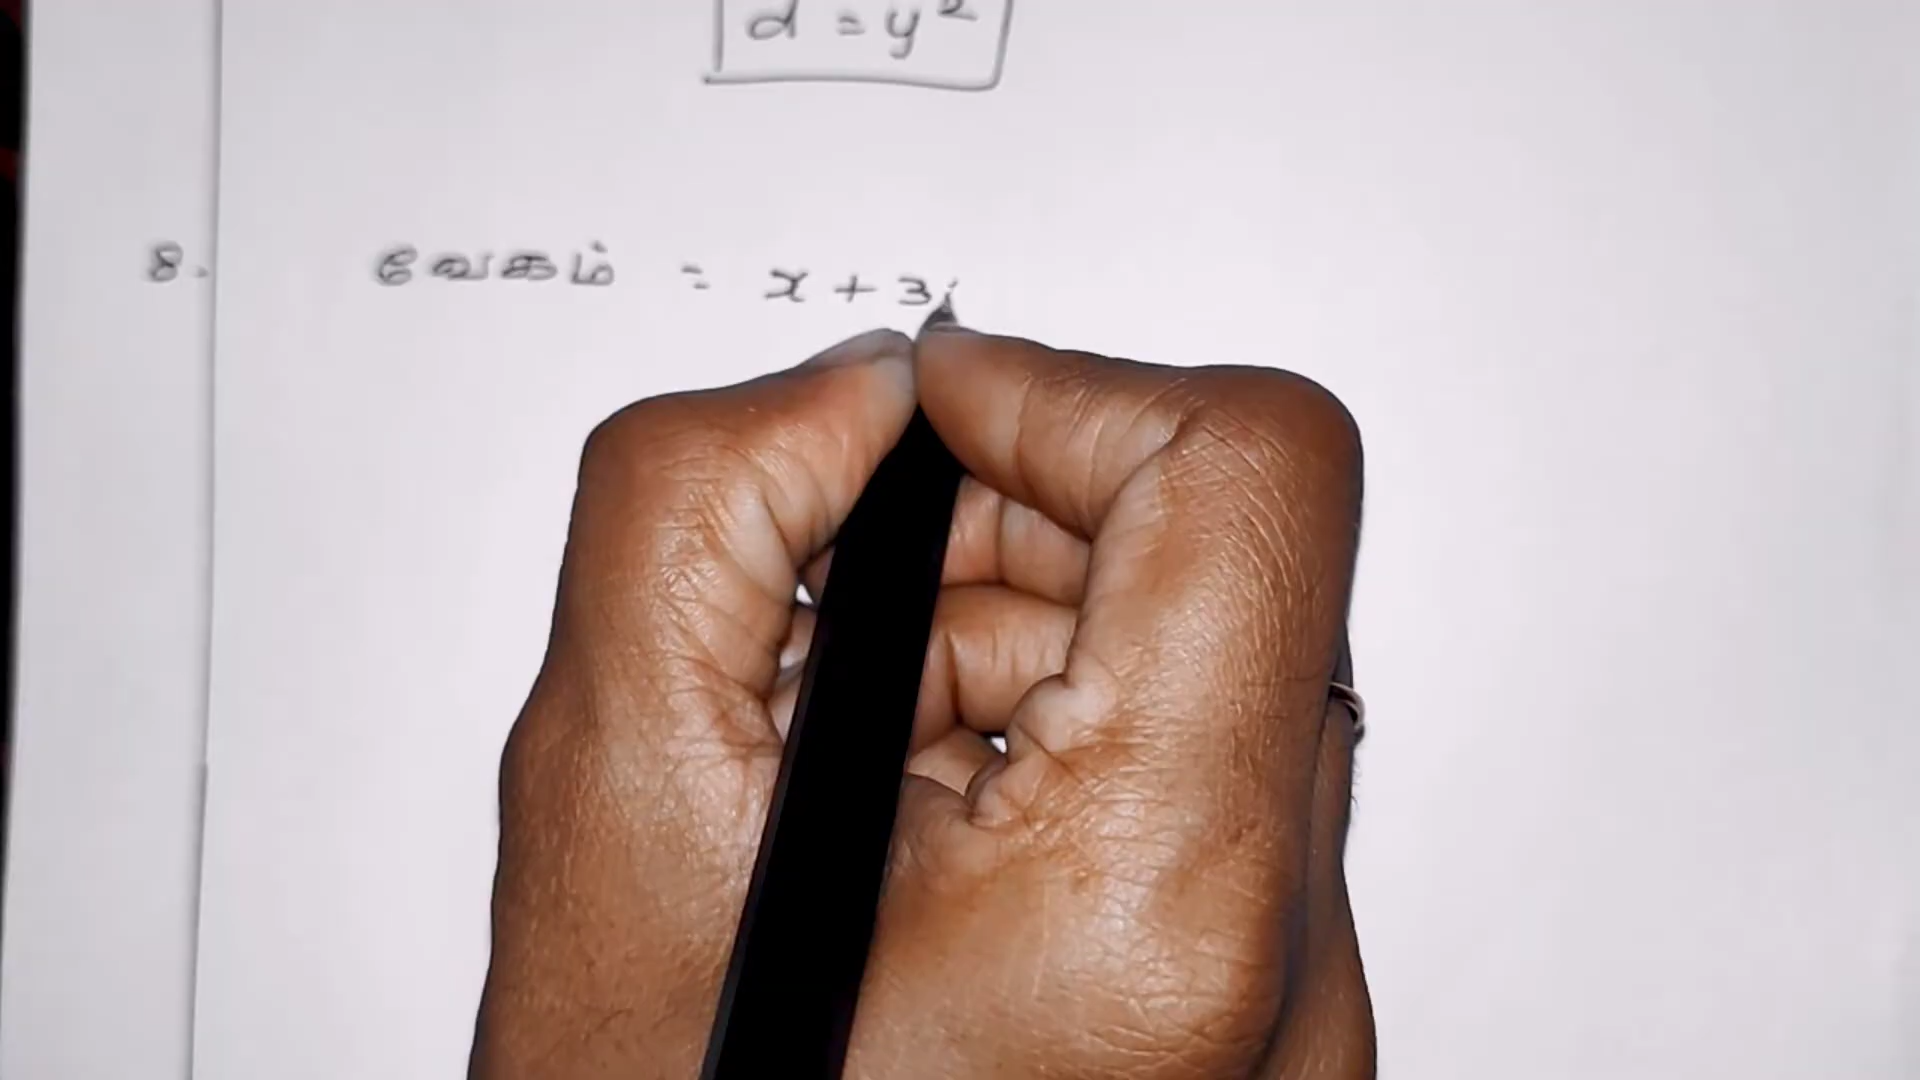 d = y²
8. வேகம் = x + 3